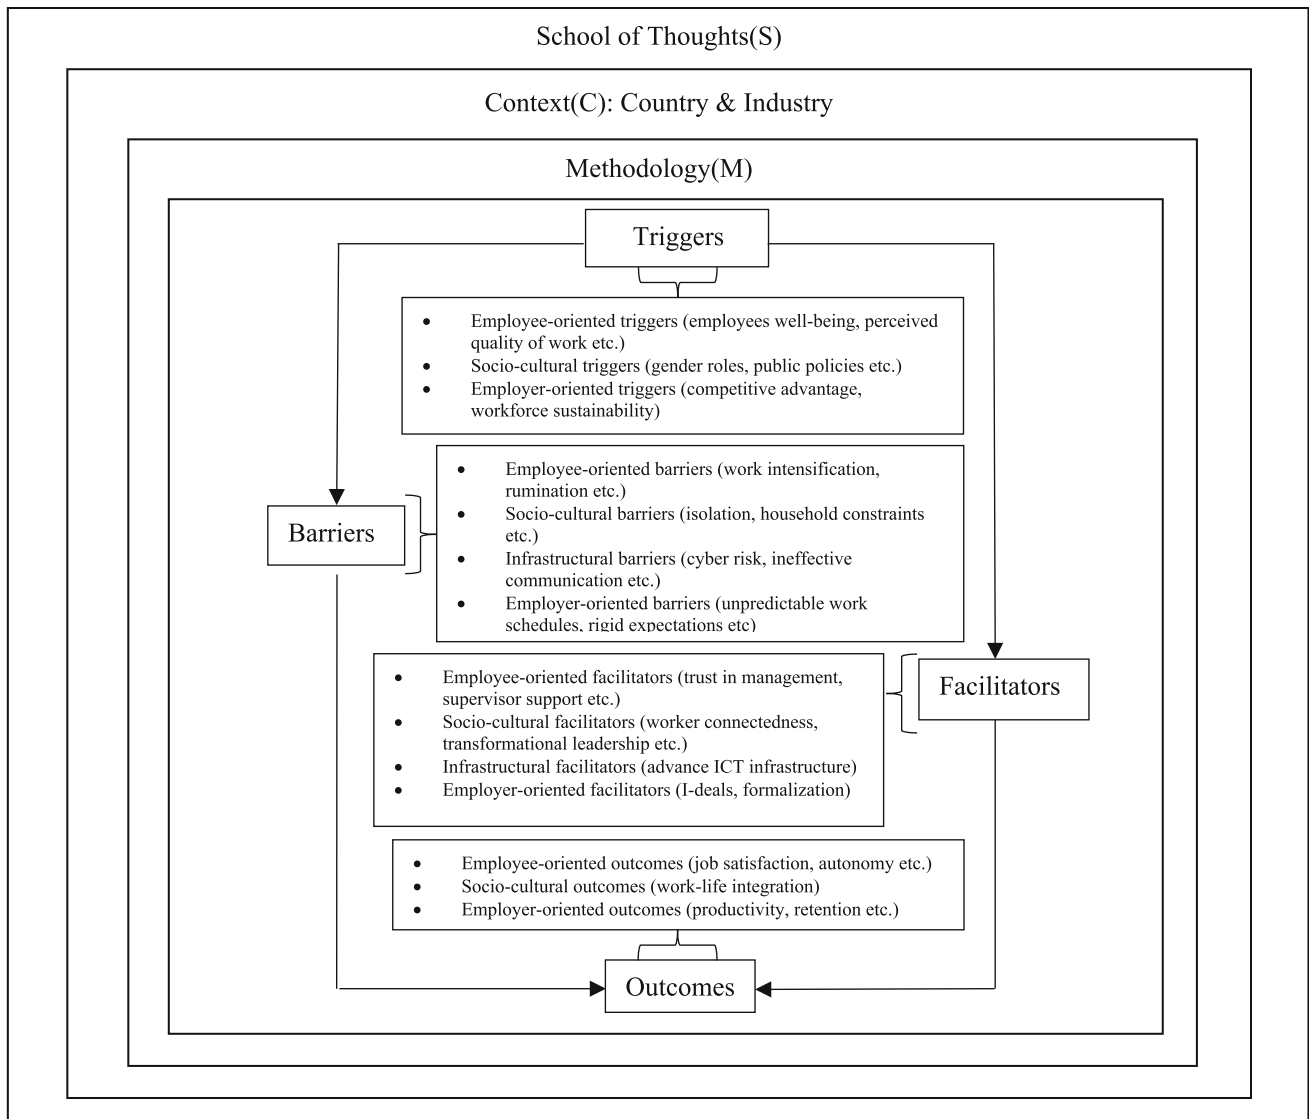 School of Thoughts(S)
Context(C): Country & Industry
Methodology(M)
Triggers
• Employee-oriented triggers (employees well-being, perceived
quality of work etc.)
• Socio-cultural triggers (gender roles, public policies etc.)
• Employer-oriented triggers (competitive advantage,
workforce sustainability)
Barriers
• Employee-oriented barriers (work intensification,
rumination etc.)
• Socio-cultural barriers (isolation, household constraints
etc.)
• Infrastructural barriers (cyber risk, ineffective
communication etc.)
• Employer-oriented barriers (unpredictable work
schedules, rigid expectations etc)
Facilitators
• Employee-oriented facilitators (trust in management,
supervisor support etc.)
• Socio-cultural facilitators (worker connectedness,
transformational leadership etc.)
• Infrastructural facilitators (advance ICT infrastructure)
• Employer-oriented facilitators (I-deals, formalization)
• Employee-oriented outcomes (job satisfaction, autonomy etc.)
• Socio-cultural outcomes (work-life integration)
• Employer-oriented outcomes (productivity, retention etc.)
Outcomes